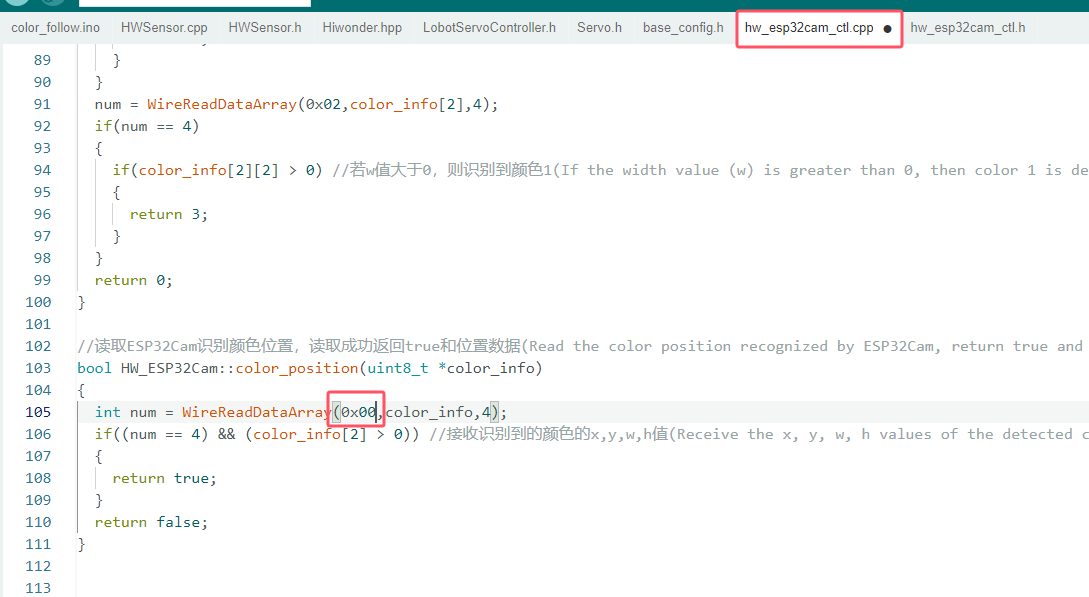 color_follow.ino HWSensor.cpp HWSensor.h Hiwonder.hpp LobotServoController.h Servo.h base_config.h hw_esp32cam_ctl.cpp hw_esp32cam_ctl.h
89 }
90 }
91 num = WireReadDataArray(0x02,color_info[2],4);
92 if(num == 4)
93 {
94 if(color_info[2][2] > 0) //若w值大于0，则识别到颜色1(If the width value (w) is greater than 0, then color 1 is de
95 {
96 return 3;
97 }
98 }
99 return 0;
100 }
101
102 //读取ESP32Cam识别颜色位置，读取成功返回true和位置数据(Read the color position recognized by ESP32Cam, return true and
103 bool HW_ESP32Cam::color_position(uint8_t *color_info)
104 {
105 int num = WireReadDataArray(0x00,color_info,4);
106 if((num == 4) && (color_info[2] > 0)) //接收识别到的颜色的x,y,w,h值(Receive the x, y, w, h values of the detected c
107 {
108 return true;
109 }
110 return false;
111 }
112
113